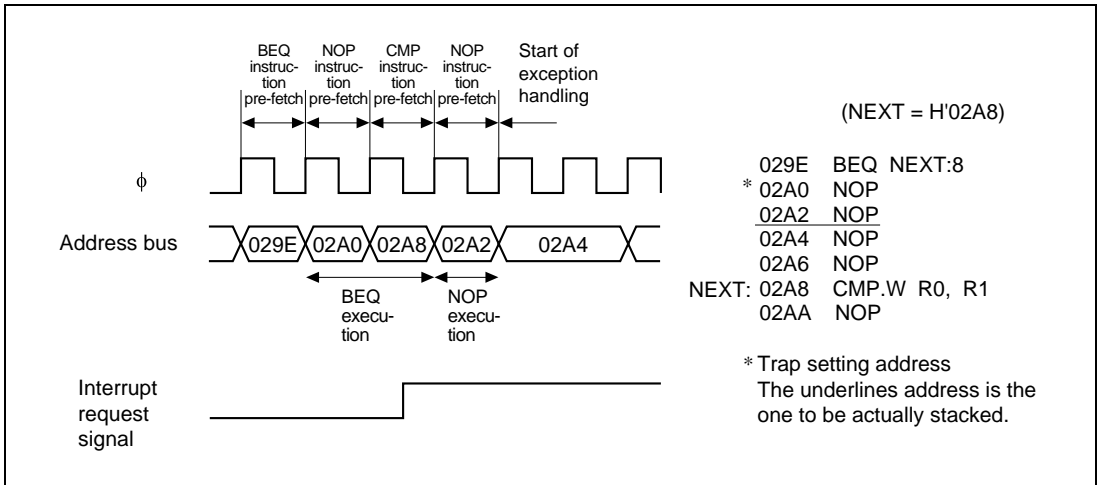 BEQ instruc- tion pre-fetch
NOP instruc- tion pre-fetch
CMP instruc- tion pre-fetch
NOP instruc- tion pre-fetch
Start of
exception
handling
(NEXT = H'02A8)
φ
Address bus
029E 02A0 02A8 02A2 02A4
BEQ
execu-
tion
NOP
execu-
tion
Interrupt
request
signal
029E BEQ NEXT:8
* 02A0 NOP
02A2 NOP
02A4 NOP
02A6 NOP
NEXT: 02A8 CMP.W R0, R1
02AA NOP
* Trap setting address
The underlines address is the
one to be actually stacked.